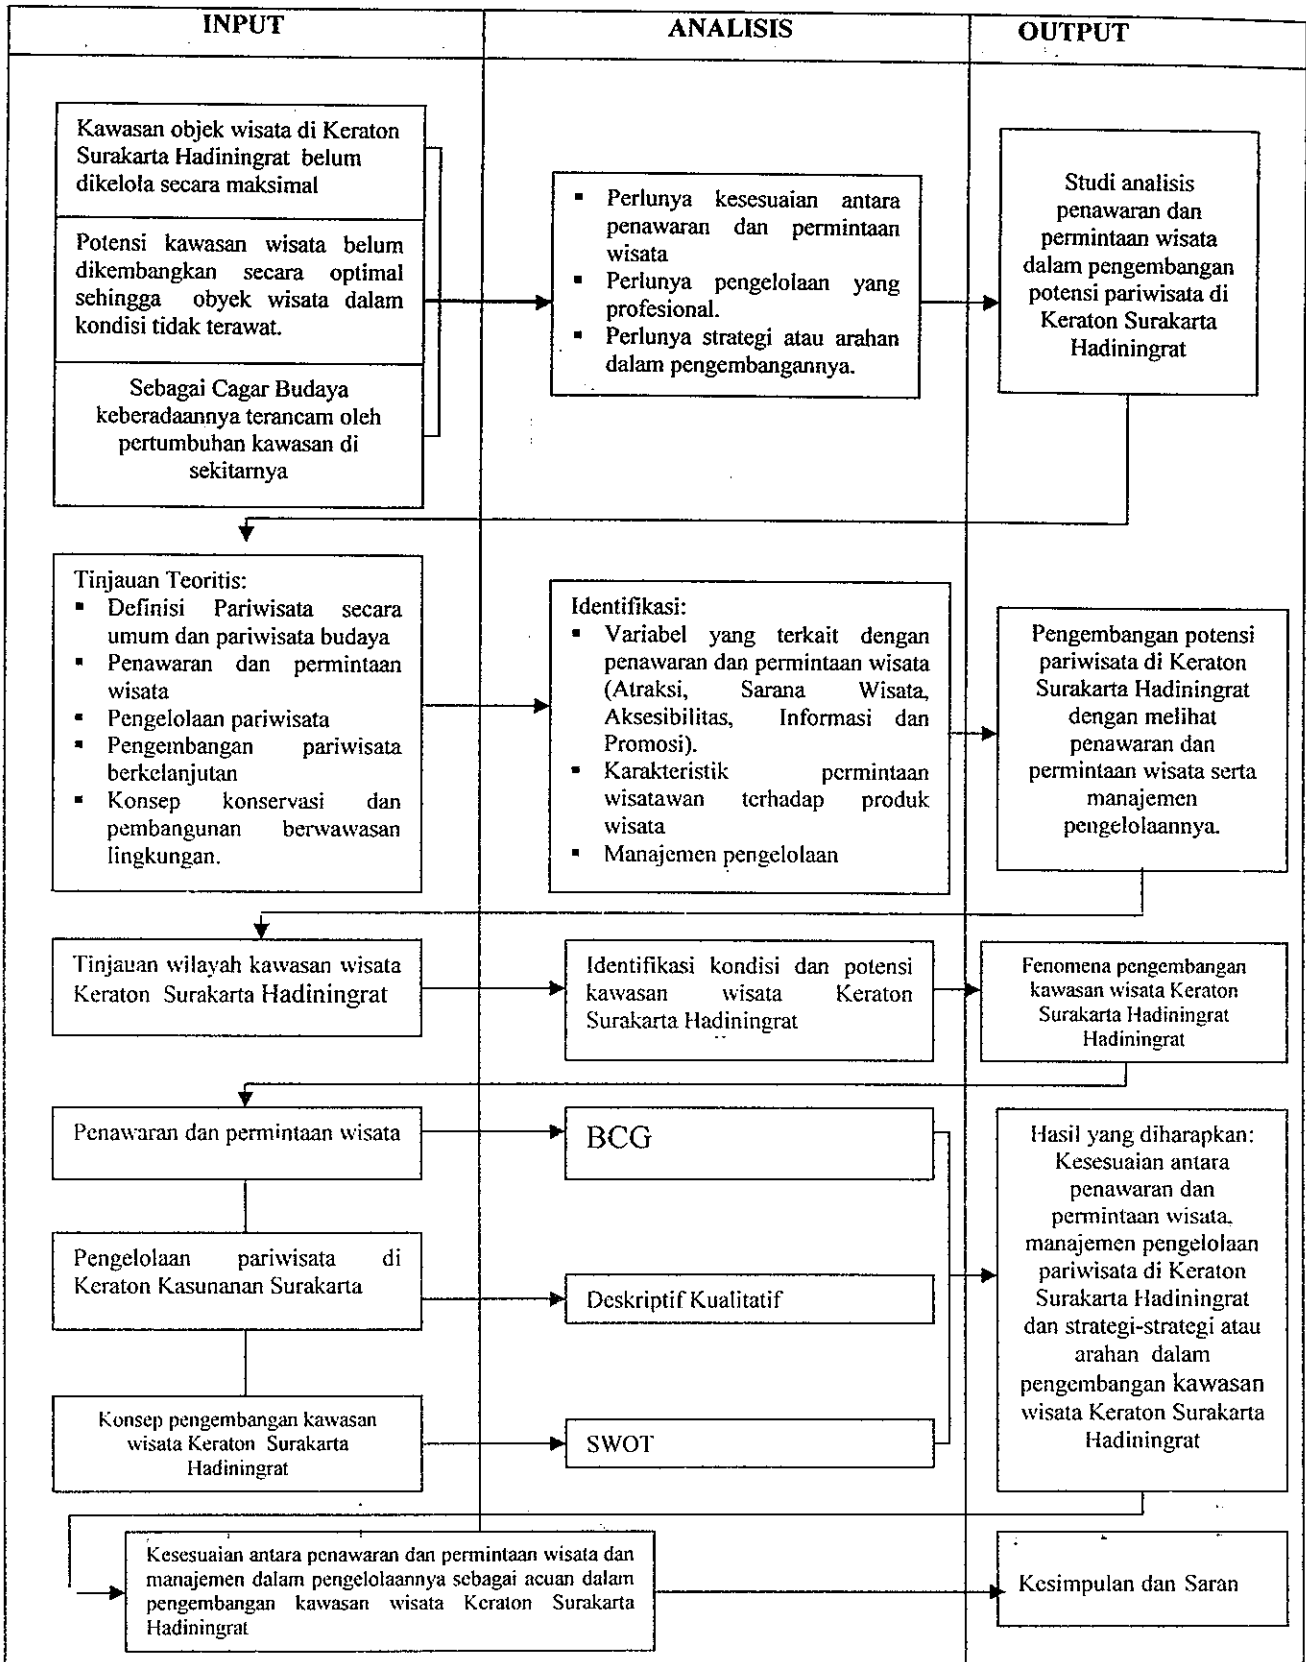 INPUT
ANALISIS
OUTPUT
Kawasan objek wisata di Keraton
Surakarta Hadiningrat belum
dikelola secara maksimal
Potensi kawasan wisata belum
dikembangkan secara optimal
sehingga obyek wisata dalam
kondisi tidak terawat.
Sebagai Cagar Budaya
keberadaannya terancam oleh
pertumbuhan kawasan di
sekitarnya
▪ Perlunya kesesuaian antara
penawaran dan permintaan
wisata
▪ Perlunya pengelolaan yang
profesional.
▪ Perlunya strategi atau arahan
dalam pengembangannya.
Studi analisis
penawaran dan
permintaan wisata
dalam pengembangan
potensi pariwisata di
Keraton Surakarta
Hadiningrat
Tinjauan Teoritis:
▪ Definisi Pariwisata secara
umum dan pariwisata budaya
▪ Penawaran dan permintaan
wisata
▪ Pengelolaan pariwisata
▪ Pengembangan pariwisata
berkelanjutan
▪ Konsep konservasi dan
pembangunan berwawasan
lingkungan.
Identifikasi:
▪ Variabel yang terkait dengan
penawaran dan permintaan wisata
(Atraksi, Sarana Wisata,
Aksesibilitas, Informasi dan
Promosi).
▪ Karakteristik permintaan
wisatawan terhadap produk
wisata
▪ Manajemen pengelolaan
Pengembangan potensi
pariwisata di Keraton
Surakarta Hadiningrat
dengan melihat
penawaran dan
permintaan wisata serta
manajemen
pengelolaannya.
Tinjauan wilayah kawasan wisata
Keraton Surakarta Hadiningrat
Identifikasi kondisi dan potensi
kawasan wisata Keraton
Surakarta Hadiningrat
Fenomena pengembangan
kawasan wisata Keraton
Surakarta Hadiningrat
Hadiningrat
Penawaran dan permintaan wisata
BCG
Pengelolaan pariwisata di
Keraton Kasunanan Surakarta
Deskriptif Kualitatif
Konsep pengembangan kawasan
wisata Keraton Surakarta
Hadiningrat
SWOT
Hasil yang diharapkan:
Kesesuaian antara
penawaran dan
permintaan wisata,
manajemen pengelolaan
pariwisata di Keraton
Surakarta Hadiningrat
dan strategi-strategi atau
arahan dalam
pengembangan kawasan
wisata Keraton Surakarta
Hadiningrat
Kesesuaian antara penawaran dan permintaan wisata dan
manajemen dalam pengelolaannya sebagai acuan dalam
pengembangan kawasan wisata Keraton Surakarta
Hadiningrat
Kesimpulan dan Saran